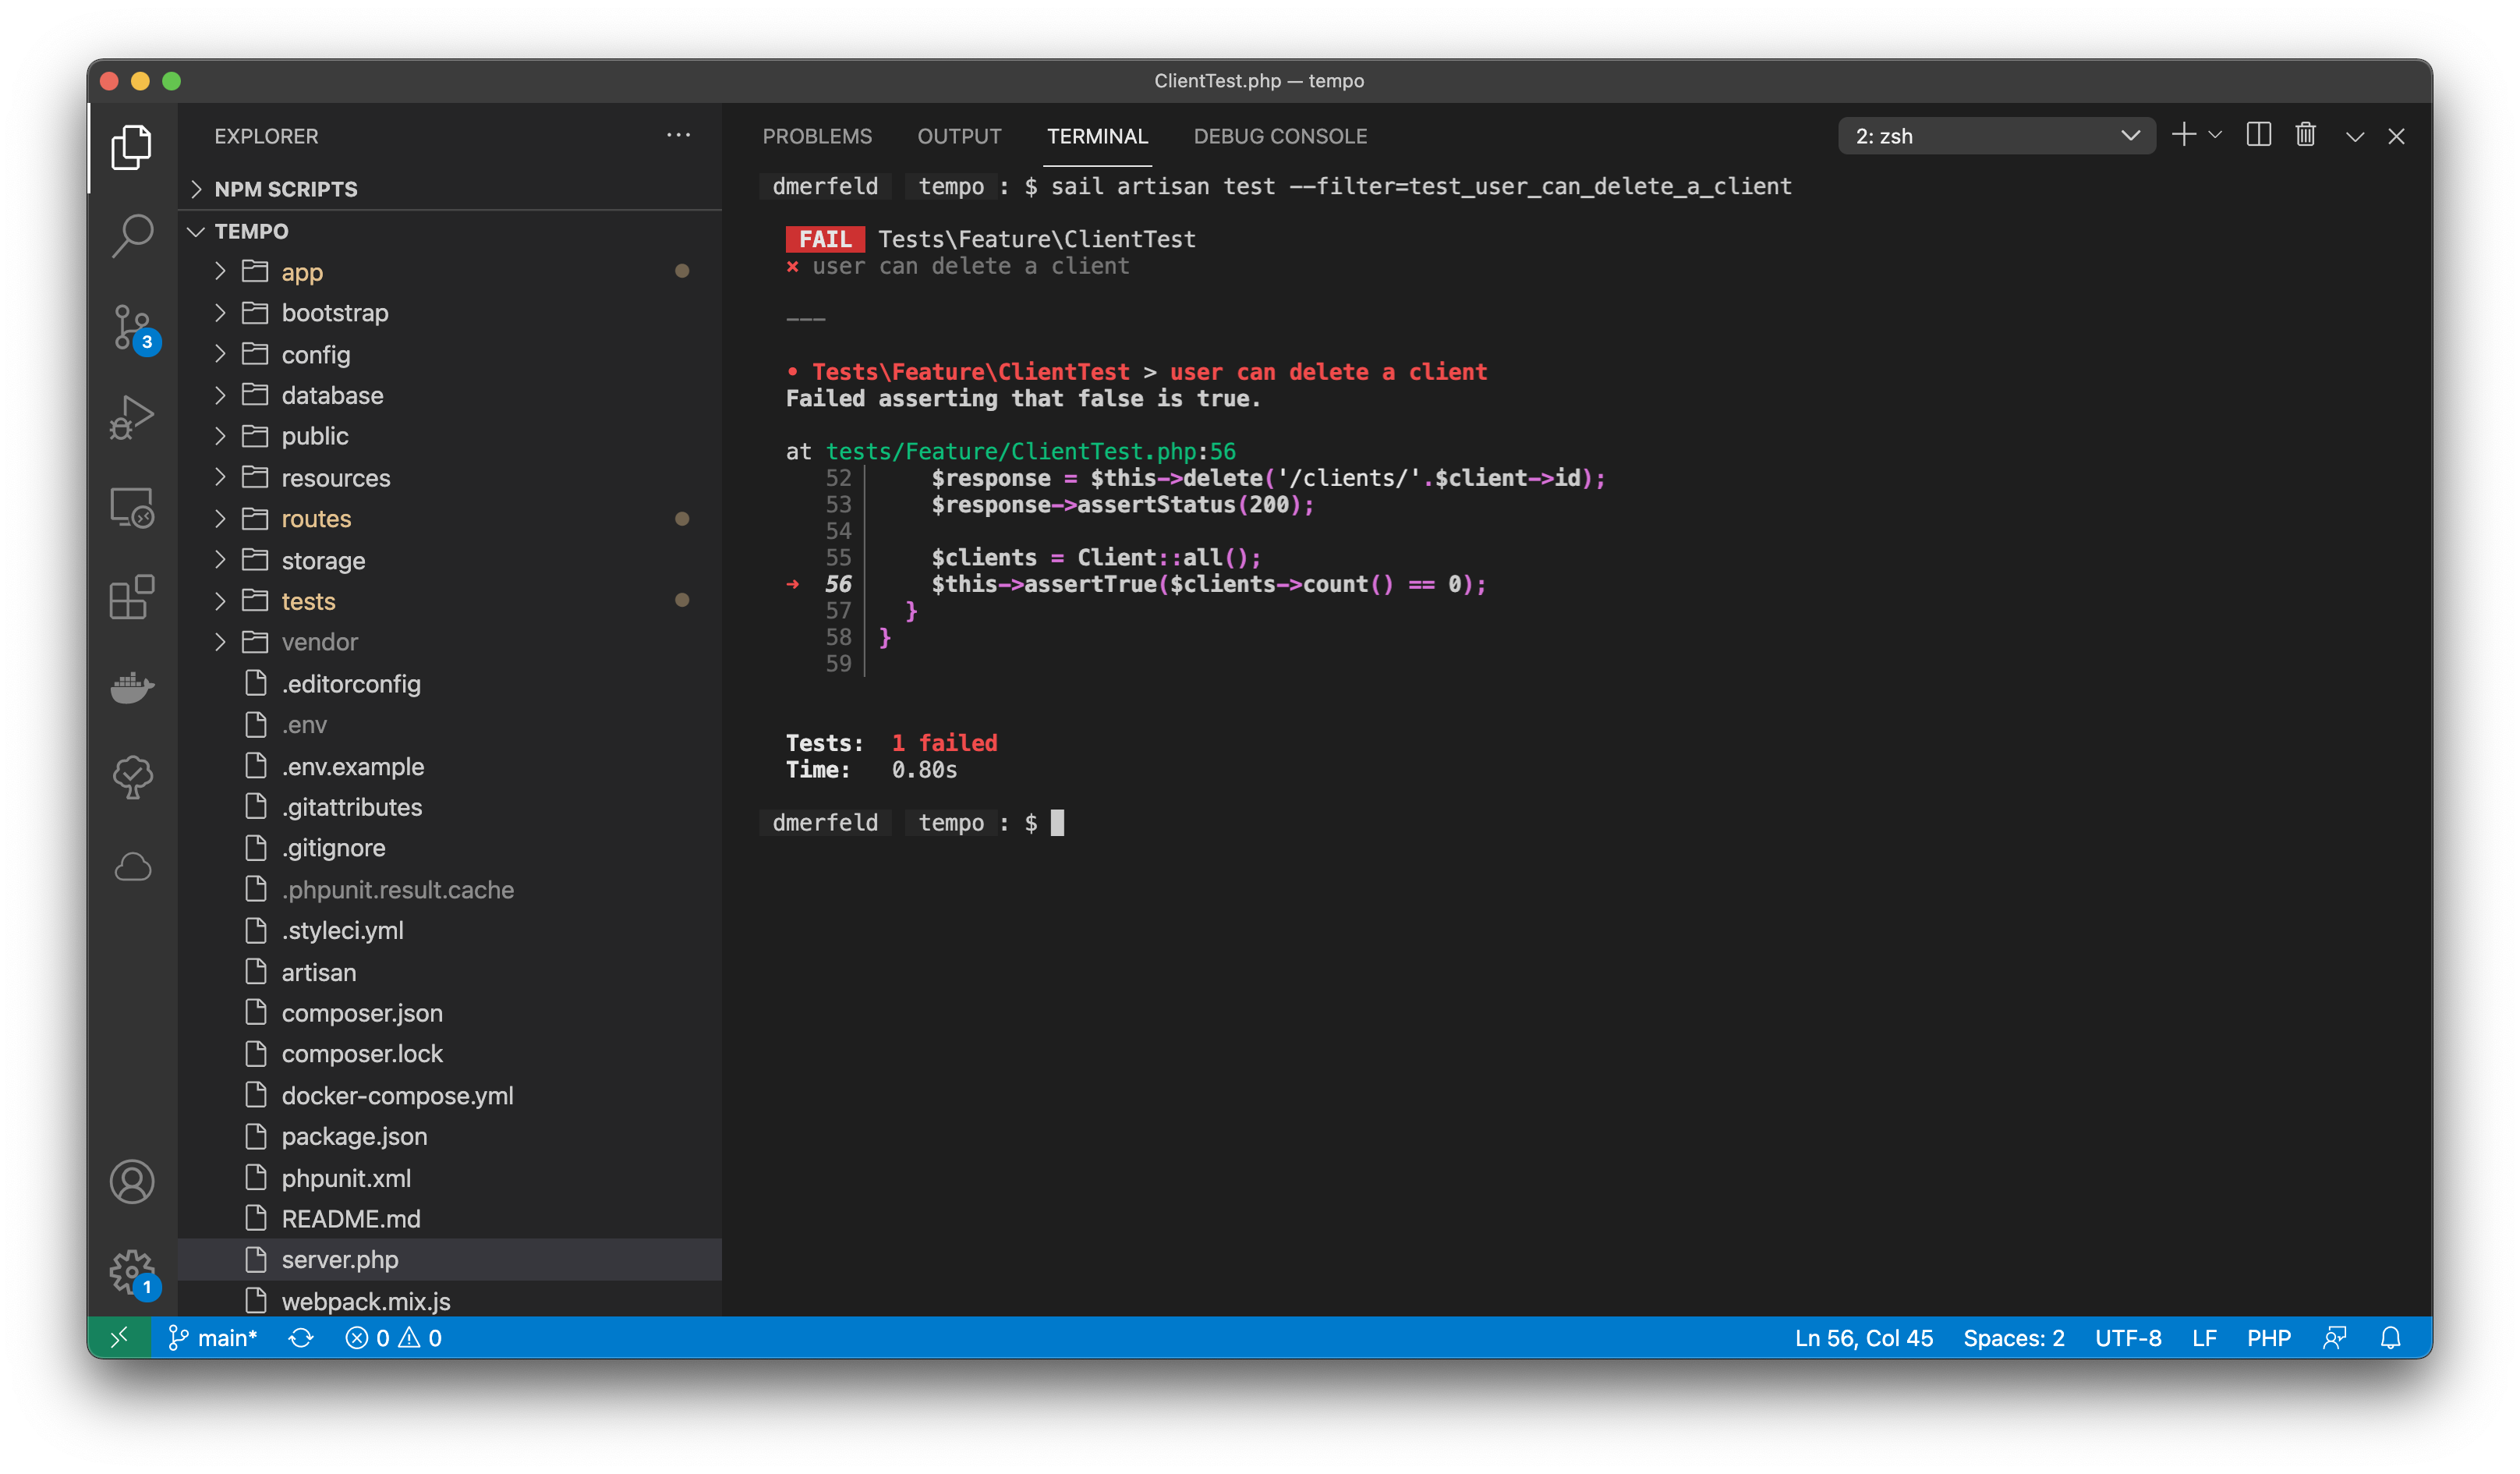 ClientTest.php — tempo
EXPLORER
NPM SCRIPTS
TEMPO
app
bootstrap
config
database
public
resources
routes
storage
tests
vendor
.editorconfig
.env
.env.example
.gitattributes
.gitignore
.phpunit.result.cache
.styleci.yml
artisan
composer.json
composer.lock
docker-compose.yml
package.json
phpunit.xml
README.md
server.php
webpack.mix.js
3
1
PROBLEMS OUTPUT TERMINAL DEBUG CONSOLE 2: zsh
dmerfeld tempo : $ sail artisan test --filter=test_user_can_delete_a_client
FAIL Tests\Feature\ClientTest
⨯ user can delete a client
---
• Tests\Feature\ClientTest > user can delete a client
Failed asserting that false is true.
at tests/Feature/ClientTest.php:56
52 $response = $this->delete('/clients/'.$client->id);
53 $response->assertStatus(200);
54
55 $clients = Client::all();
➜ 56 $this->assertTrue($clients->count() == 0);
57 }
58 }
59
Tests: 1 failed
Time: 0.80s
dmerfeld tempo : $
main* 0 0 Ln 56, Col 45 Spaces: 2 UTF-8 LF PHP